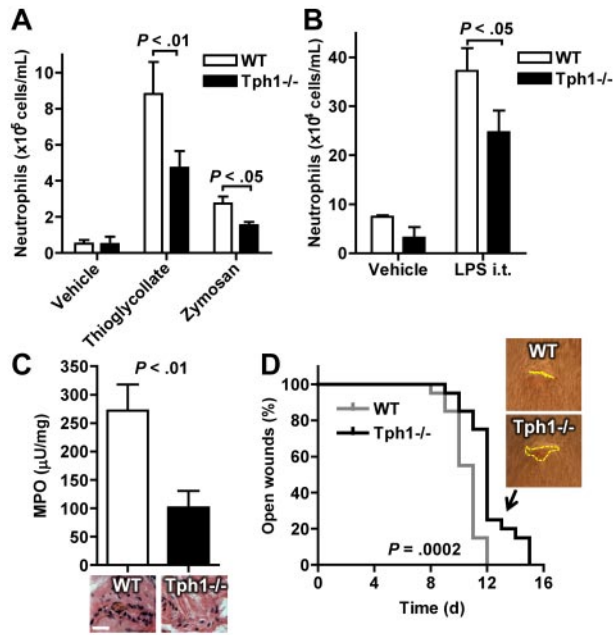 A
Neutrophils (x10⁵ cells/mL)
10
8
6
4
2
0
P < .01
WT
Tph1-/-
P < .05
Vehicle
Thioglycollate
Zymosan
B
Neutrophils (x10⁴ cells/mL)
40
30
20
10
0
P < .05
WT
Tph1-/-
Vehicle
LPS i.t.
C
MPO (µU/mg)
350
300
250
200
150
100
50
0
P < .01
WT
Tph1-/-
D
Open wounds (%)
100
80
60
40
20
0
WT
Tph1-/-
P = .0002
0
4
8
12
16
Time (d)
WT
Tph1-/-